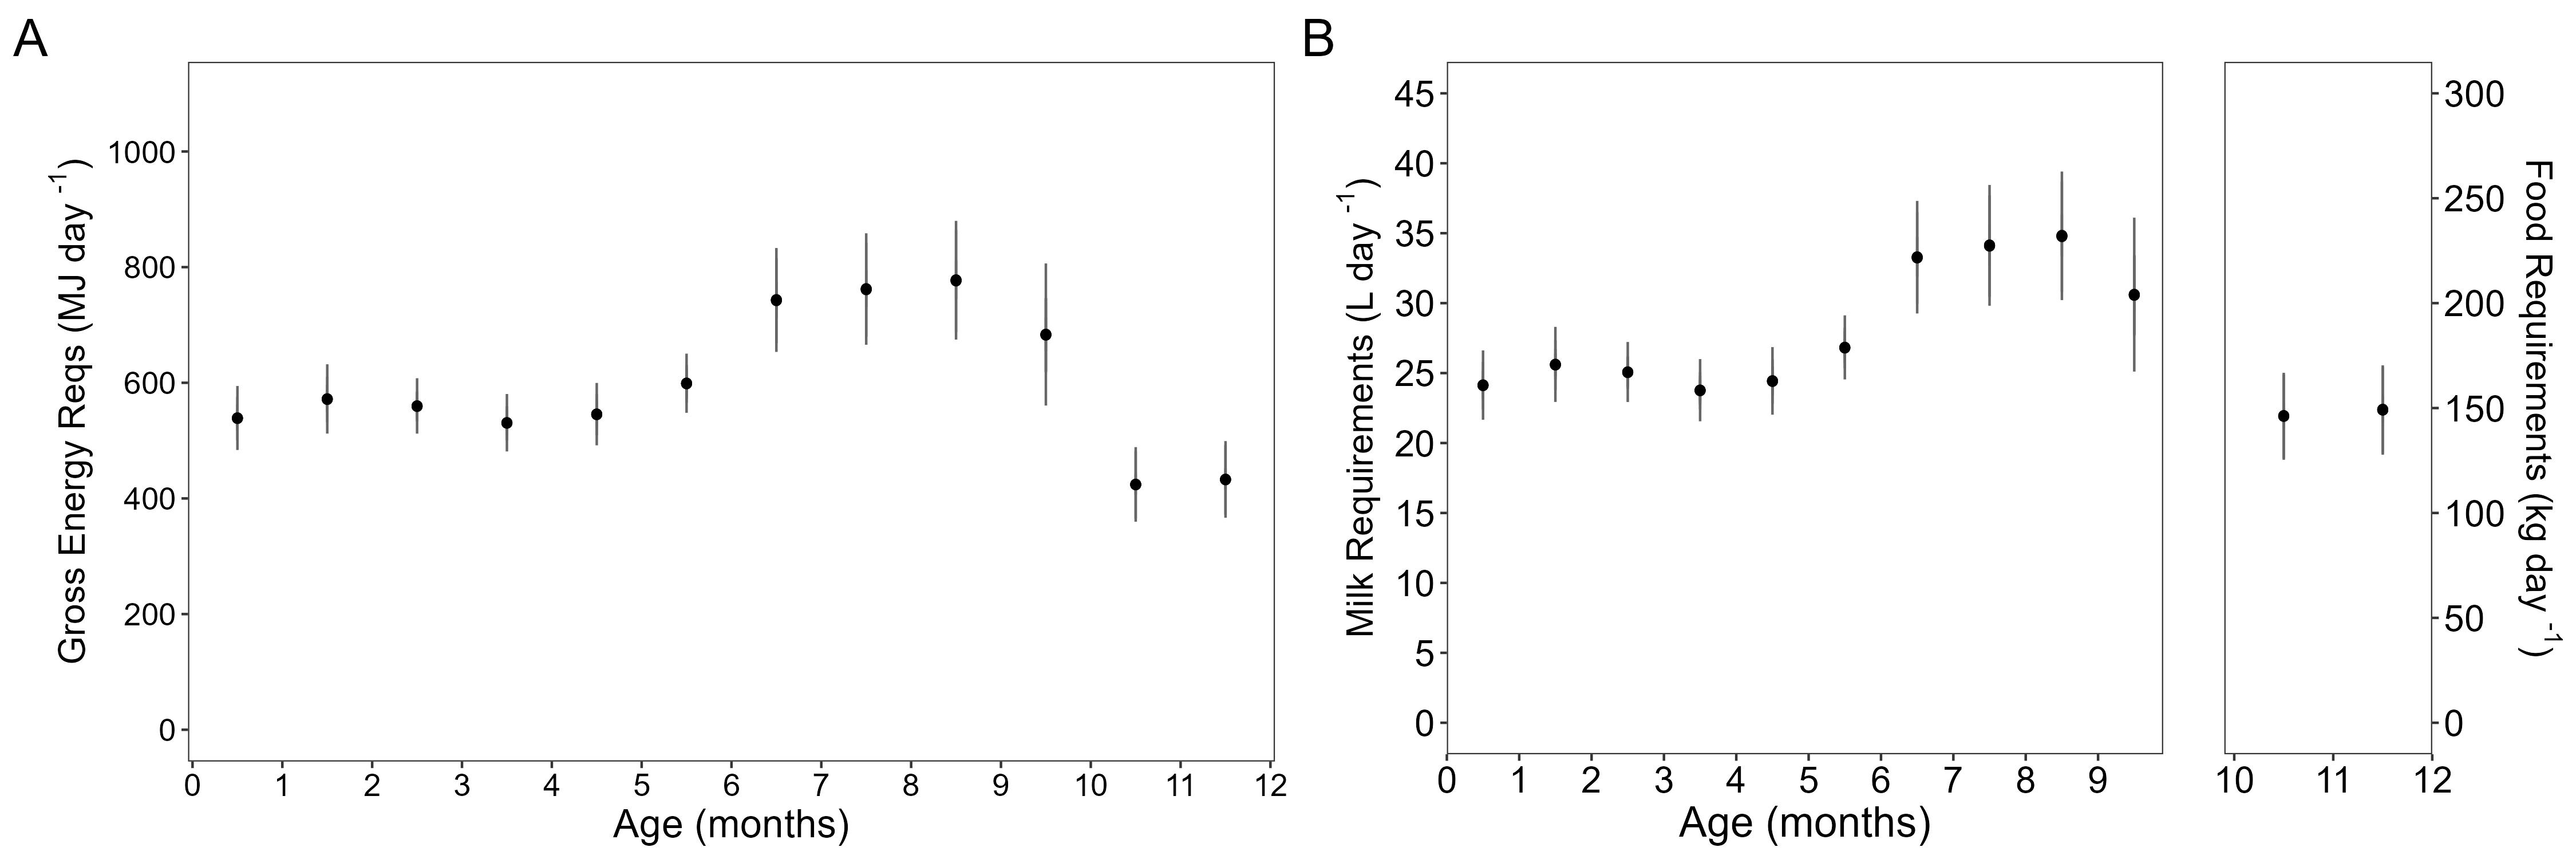 A
Gross Energy Reqs (MJ day -1)
1000
800
600
400
200
0
0 1 2 3 4 5 6 7 8 9 10 11 12
Age (months)
B
Milk Requirements (L day -1)
45
40
35
30
25
20
15
10
5
0
0 1 2 3 4 5 6 7 8 9
10 11 12
Age (months)
300
250
200
150
100
50
0
Food Requirements (kg day -1)